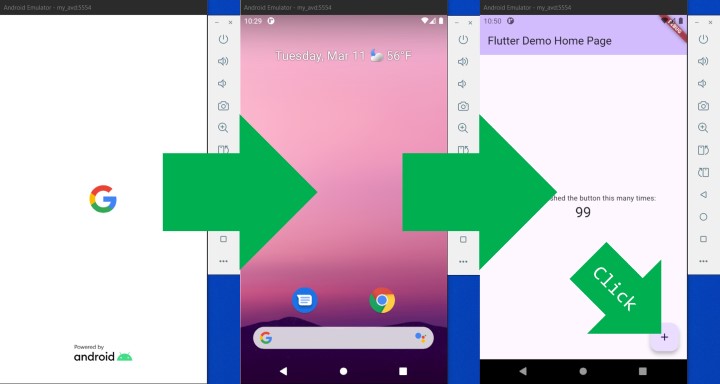 Android Emulator - my_avd:5554
Powered by
android
Android Emulator - my_avd:5554
10:29
Tuesday, Mar 11 56°F
Android Emulator - my_avd:5554
10:50
Flutter Demo Home Page
shed the button this many times:
99
Click
+